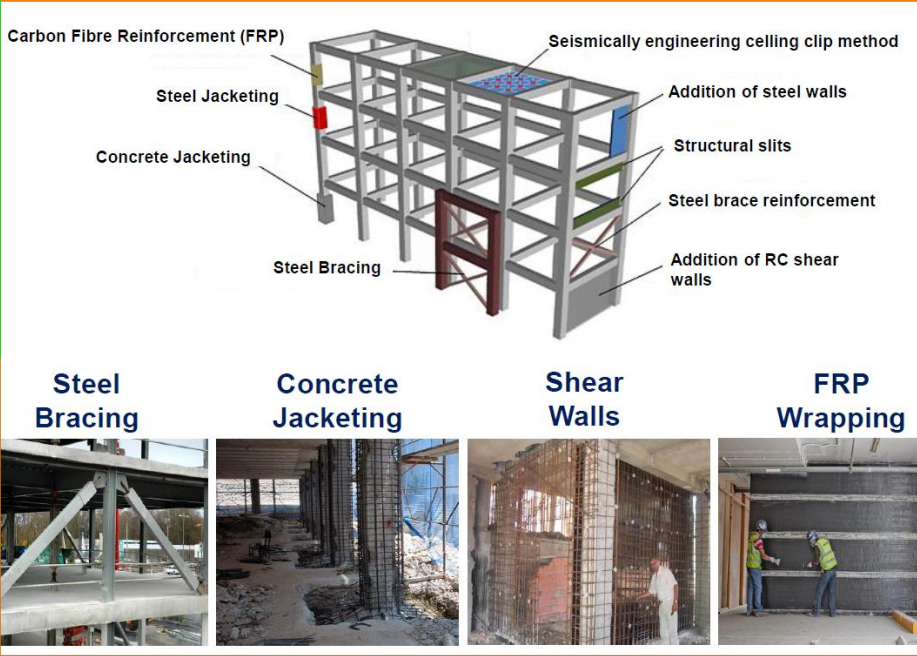 Carbon Fibre Reinforcement (FRP)
Seismically engineering celling clip method
Steel Jacketing
Addition of steel walls
Concrete Jacketing
Structural slits
Steel brace reinforcement
Steel Bracing
Addition of RC shear
walls
Steel
Bracing
Concrete
Jacketing
Shear
Walls
FRP
Wrapping